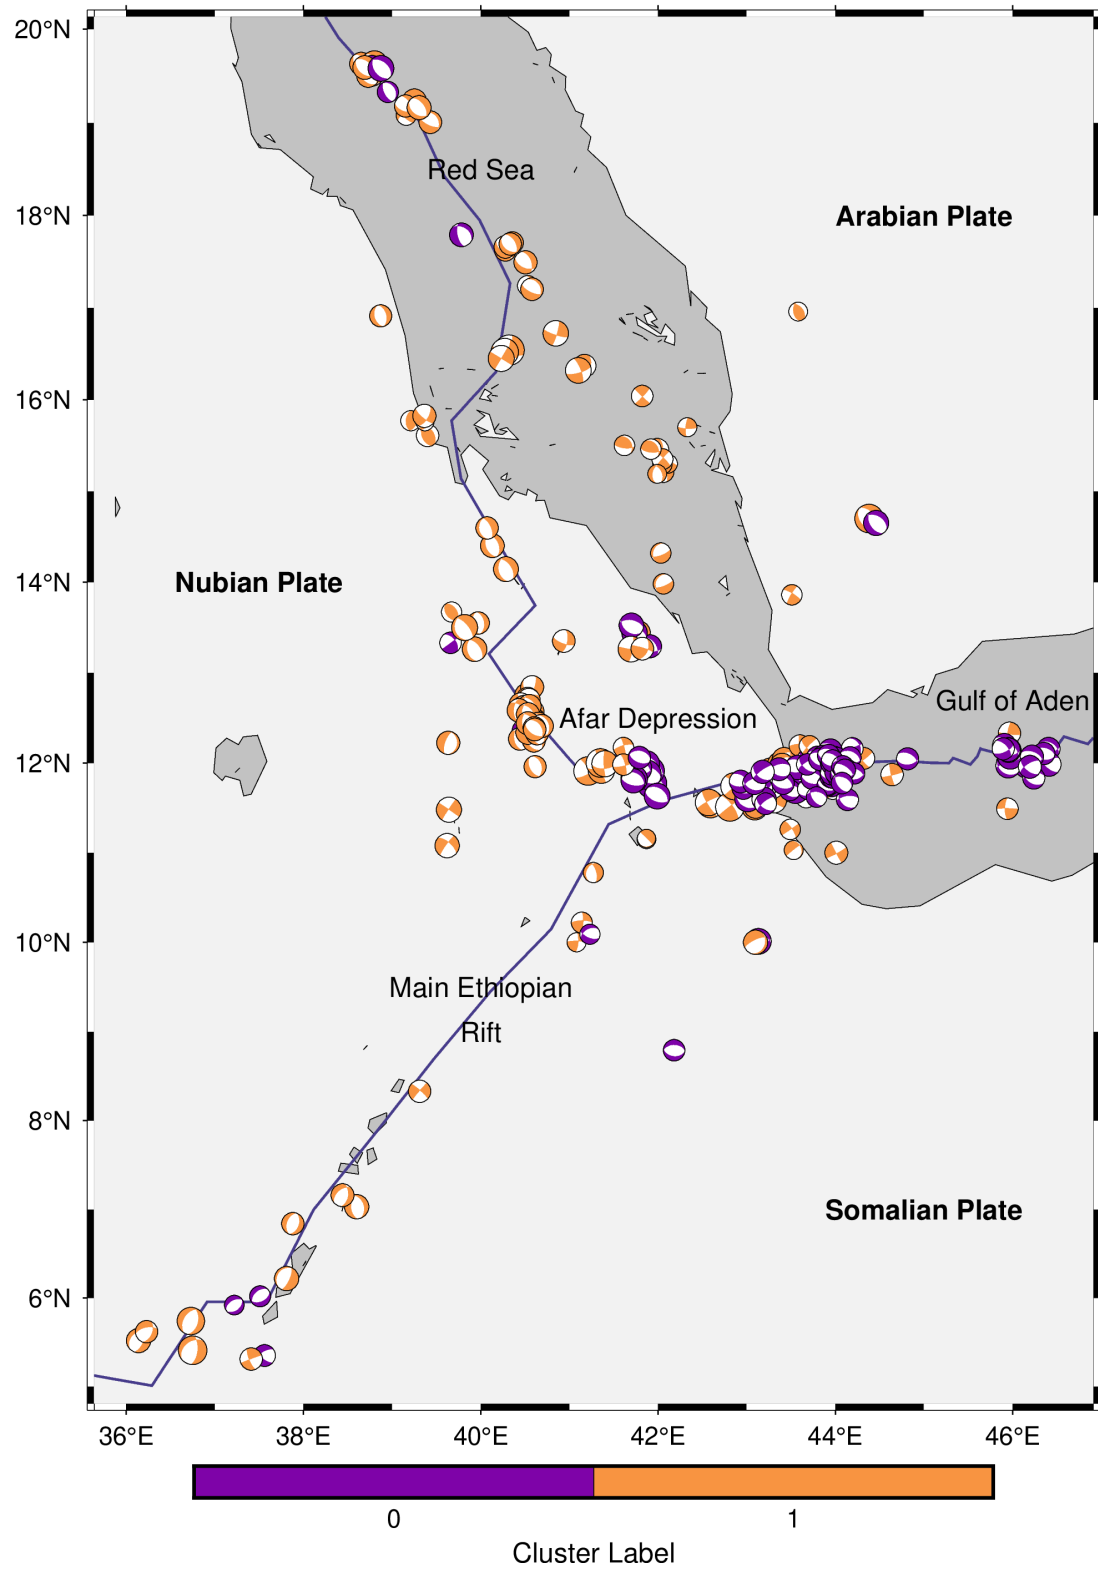 20°N
Red Sea
18°N
Arabian Plate
16°N
14°N
Nubian Plate
Gulf of Aden
Afar Depression
12°N
10°N
Main Ethiopian
Rift
8°N
Somalian Plate
6°N
36°E 38°E 40°E 42°E 44°E 46°E
0 1
Cluster Label